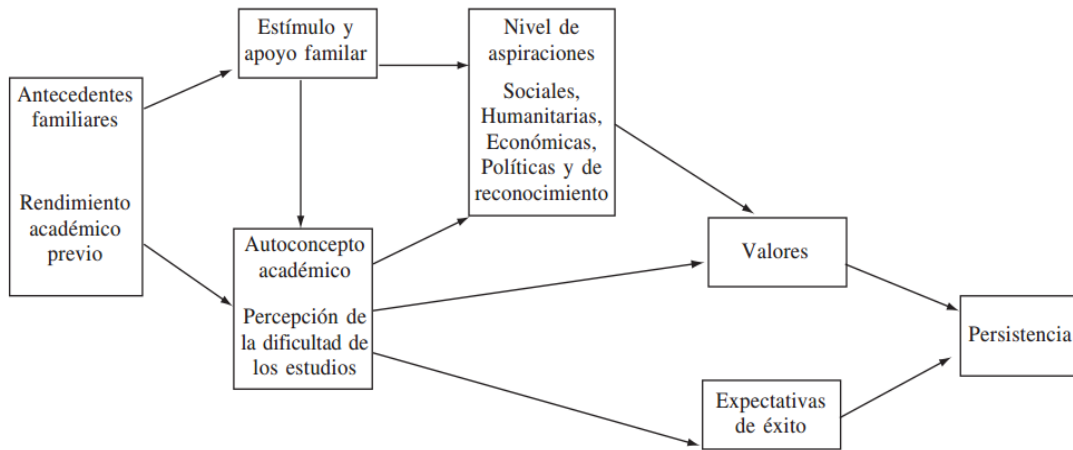 Antecedentes
familiares
Rendimiento
académico
previo
Estímulo y
apoyo familar
Autoconcepto
académico
Percepción de
la dificultad de
los estudios
Nivel de
aspiraciones
Sociales,
Humanitarias,
Económicas,
Políticas y de
reconocimiento
Valores
Expectativas
de éxito
Persistencia